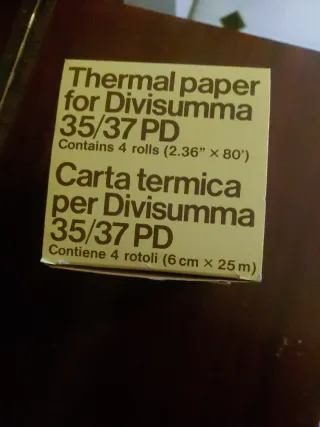 Thermal paper
for Divisumma
35/37 PD
Contains 4 rolls (2.36" × 80')
Carta termica
per Divisumma
35/37 PD
Contiene 4 rotoli (6 cm × 25 m)